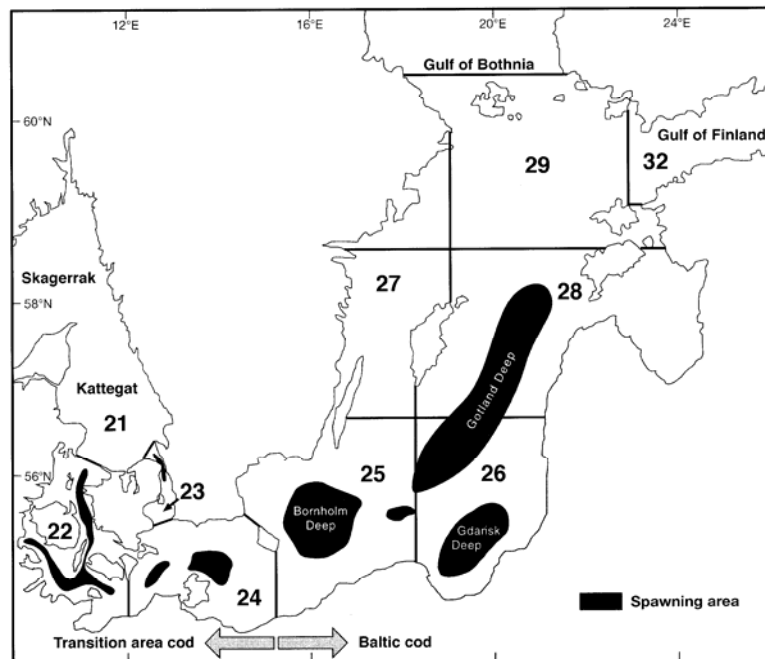 12°E
16°E
20°E
24°E
Gulf of Bothnia
60°N
Gulf of Finland
29
32
27
28
Skagerrak
58°N
Gotland Deep
Kattegat
21
56°N
25
26
23
22
Bornholm
Deep
Gdańsk
Deep
24
Spawning area
Transition area cod
Baltic cod